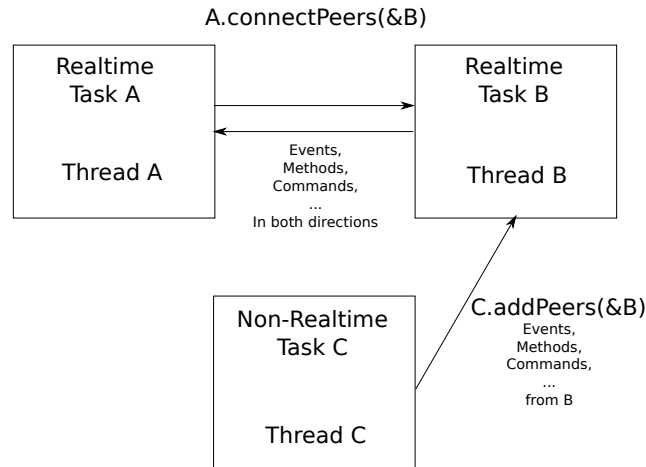 A.connectPeers(&B)
Realtime
Task A
Thread A
Realtime
Task B
Thread B
Events,
Methods,
Commands,
...
In both directions
Non-Realtime
Task C
Thread C
C.addPeers(&B)
Events,
Methods,
Commands,
...
from B